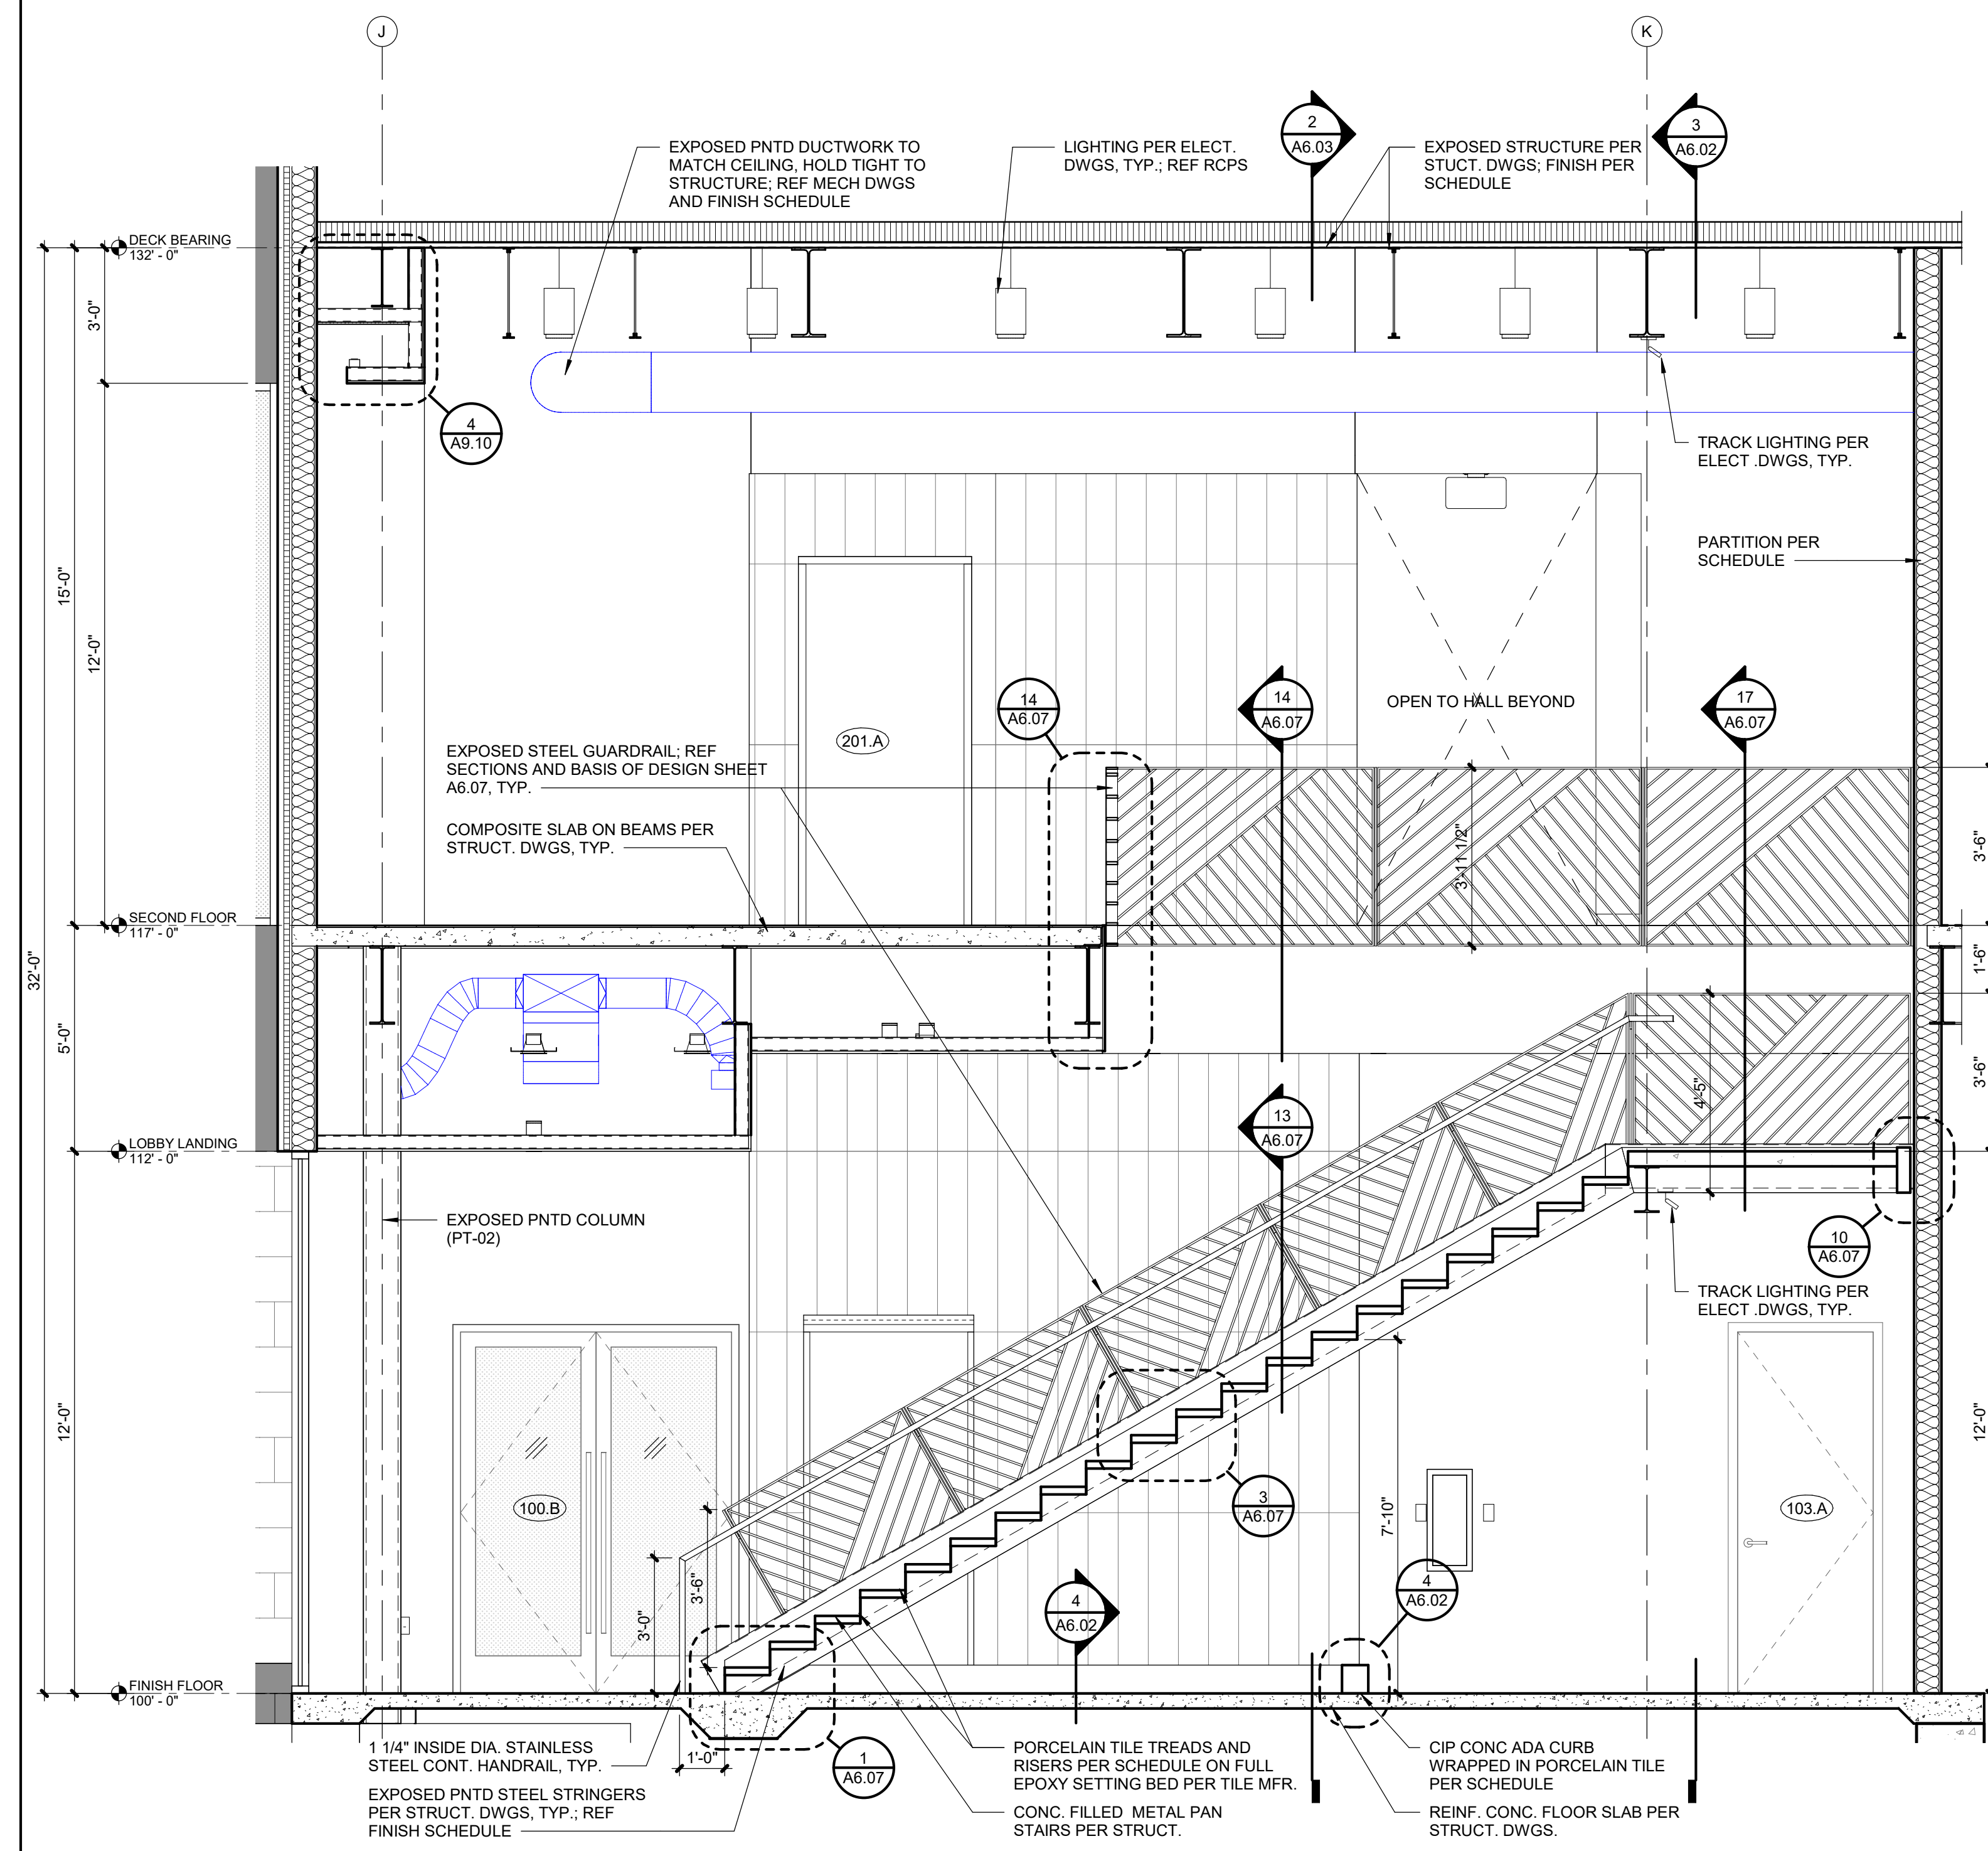 J
K
2
A6.03
3
A6.02
EXPOSED PNTD DUCTWORK TO
MATCH CEILING, HOLD TIGHT TO
STRUCTURE; REF MECH DWGS
AND FINISH SCHEDULE
LIGHTING PER ELECT.
DWGS, TYP.; REF RCPS
EXPOSED STRUCTURE PER
STUCT. DWGS; FINISH PER
SCHEDULE
DECK BEARING
132' - 0"
3'-0"
4
A9.10
TRACK LIGHTING PER
ELECT .DWGS, TYP.
PARTITION PER
SCHEDULE
15'-0"
12'-0"
32'-0"
14
A6.07
14
A6.07
OPEN TO HALL BEYOND
17
A6.07
201.A
EXPOSED STEEL GUARDRAIL; REF
SECTIONS AND BASIS OF DESIGN SHEET
A6.07, TYP.
COMPOSITE SLAB ON BEAMS PER
STRUCT. DWGS, TYP.
3'-11 1/2"
3'-6"
SECOND FLOOR
117' - 0"
1'-6"
5'-0"
3'-6"
4'-5"
13
A6.07
LOBBY LANDING
112' - 0"
EXPOSED PNTD COLUMN
(PT-02)
10
A6.07
TRACK LIGHTING PER
ELECT .DWGS, TYP.
12'-0"
12'-0"
100.B
3
A6.07
7'-10"
103.A
3'-0"
3'-6"
4
A6.02
4
A6.02
FINISH FLOOR
100' - 0"
1'-0"
1
A6.07
1 1/4" INSIDE DIA. STAINLESS
STEEL CONT. HANDRAIL, TYP.
EXPOSED PNTD STEEL STRINGERS
PER STRUCT. DWGS, TYP.; REF
FINISH SCHEDULE
PORCELAIN TILE TREADS AND
RISERS PER SCHEDULE ON FULL
EPOXY SETTING BED PER TILE MFR.
CONC. FILLED METAL PAN
STAIRS PER STRUCT.
CIP CONC ADA CURB
WRAPPED IN PORCELAIN TILE
PER SCHEDULE
REINF. CONC. FLOOR SLAB PER
STRUCT. DWGS.